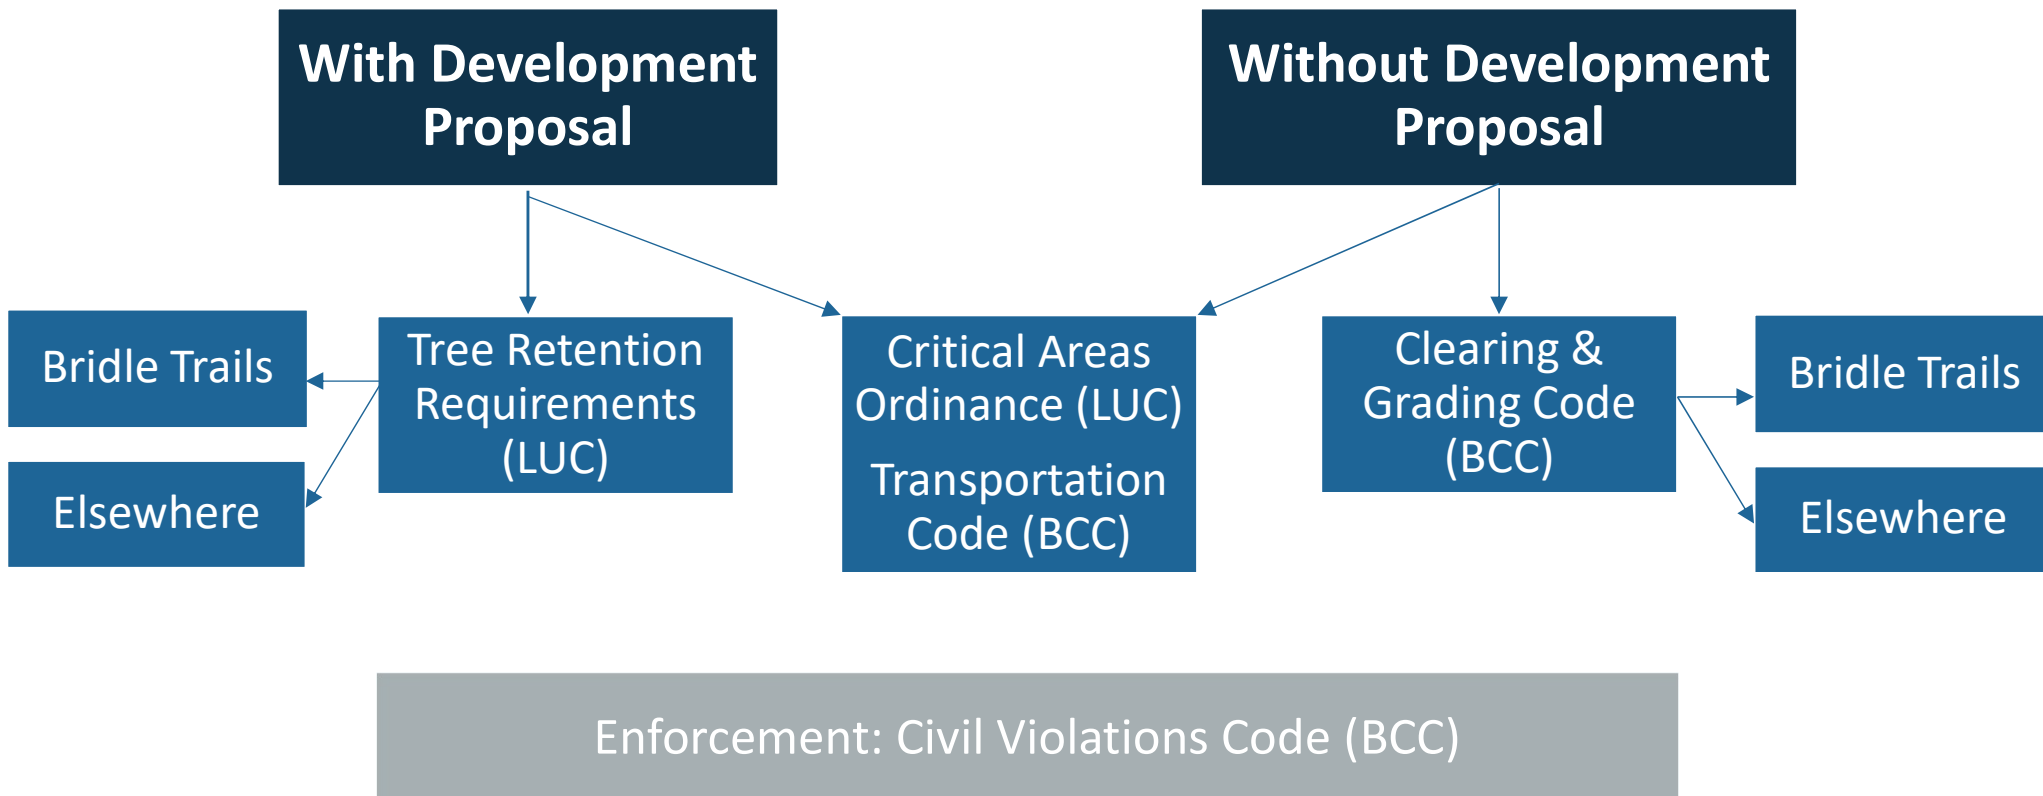 With Development
Proposal
Without Development
Proposal
Bridle Trails
Elsewhere
Tree Retention
Requirements
(LUC)
Critical Areas
Ordinance (LUC)
Transportation
Code (BCC)
Clearing &
Grading Code
(BCC)
Bridle Trails
Elsewhere
Enforcement: Civil Violations Code (BCC)